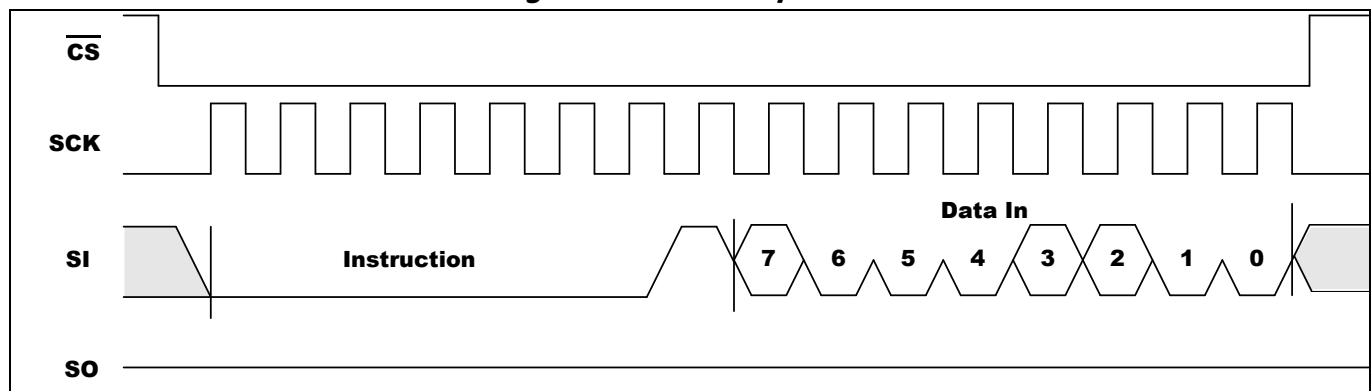 CS
SCK
Data In
SI Instruction 7 6 5 4 3 2 1 0
SO